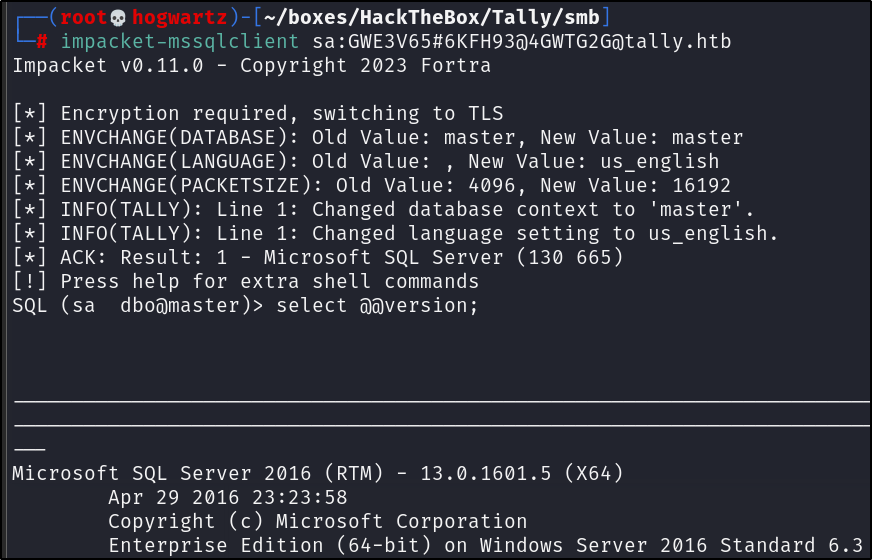 ┌──(root💀hogwartz)-[~/boxes/HackTheBox/Tally/smb]
└─# impacket-mssqlclient sa:GWE3V65#6KFH93@4GWTG2G@tally.htb
Impacket v0.11.0 - Copyright 2023 Fortra
[*] Encryption required, switching to TLS
[*] ENVCHANGE(DATABASE): Old Value: master, New Value: master
[*] ENVCHANGE(LANGUAGE): Old Value: , New Value: us_english
[*] ENVCHANGE(PACKETSIZE): Old Value: 4096, New Value: 16192
[*] INFO(TALLY): Line 1: Changed database context to 'master'.
[*] INFO(TALLY): Line 1: Changed language setting to us_english.
[*] ACK: Result: 1 - Microsoft SQL Server (130 665)
[!] Press help for extra shell commands
SQL (sa  dbo@master)> select @@version;
Microsoft SQL Server 2016 (RTM) - 13.0.1601.5 (X64)
Apr 29 2016 23:23:58
Copyright (c) Microsoft Corporation
Enterprise Edition (64-bit) on Windows Server 2016 Standard 6.3